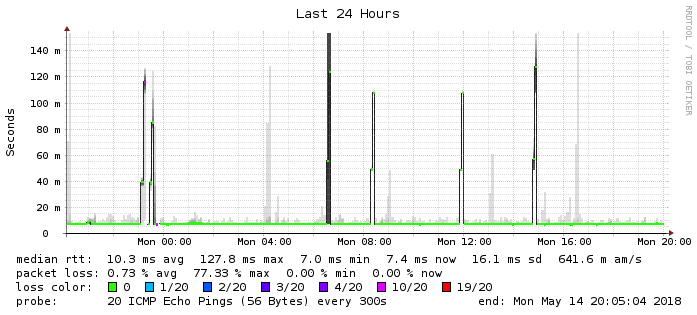 Last 24 Hours
RRDTOOL / TOBI OETIKER
Seconds
140 m
120 m
100 m
80 m
60 m
40 m
20 m
0
Mon 00:00 Mon 04:00 Mon 08:00 Mon 12:00 Mon 16:00 Mon 20:00
median rtt: 10.3 ms avg 127.8 ms max 7.0 ms min 7.4 ms now 16.1 ms sd 641.6 m am/s
packet loss: 0.73 % avg 77.33 % max 0.00 % min 0.00 % now
loss color: 0 1/20 2/20 3/20 4/20 10/20 19/20
probe: 20 ICMP Echo Pings (56 Bytes) every 300s end: Mon May 14 20:05:04 2018